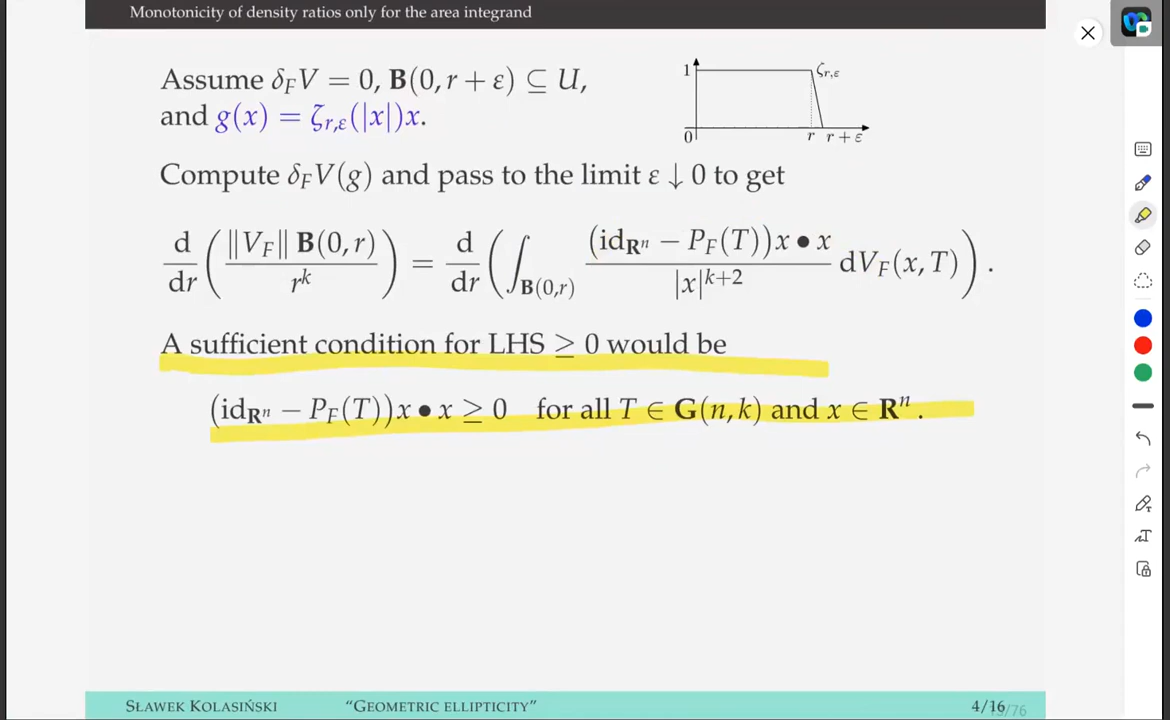 Monotonicity of density ratios only for the area integrand
Assume δ_F V = 0, B(0, r + ε) ⊆ U,
and g(x) = ζ_{r,ε}(|x|)x.
1
ζ_{r,ε}
0
r
r + ε
Compute δ_F V(g) and pass to the limit ε ↓ 0 to get
d/dr ( ‖V_F‖ B(0, r) / r^k ) = d/dr ( ∫_{B(0,r)} (id_{R^n} − P_F(T))x • x / |x|^{k+2} dV_F(x, T) ) .
A sufficient condition for LHS ≥ 0 would be
(id_{R^n} − P_F(T))x • x ≥ 0 for all T ∈ G(n, k) and x ∈ R^n .
SŁAWEK KOLASIŃSKI
“GEOMETRIC ELLIPTICITY”
4/16
/76